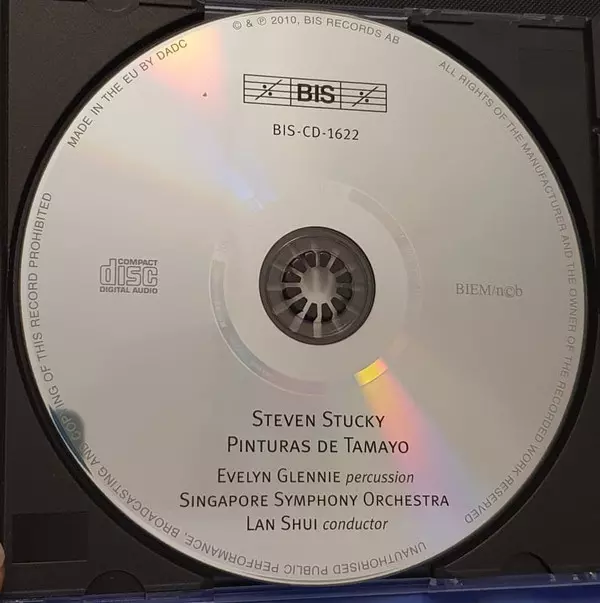 © & ℗ 2010, BIS RECORDS AB
MADE IN THE EU BY DADC
ALL RIGHTS OF THE MANUFACTURER AND THE OWNER OF THE RECORDED WORK RESERVED
UNAUTHORISED PUBLIC PERFORMANCE, BROADCASTING AND COPYING OF THIS RECORD PROHIBITED
BIS
BIS-CD-1622
COMPACT
disc
DIGITAL AUDIO
BIEM/n©b
STEVEN STUCKY
PINTURAS DE TAMAYO
EVELYN GLENNIE percussion
SINGAPORE SYMPHONY ORCHESTRA
LAN SHUI conductor